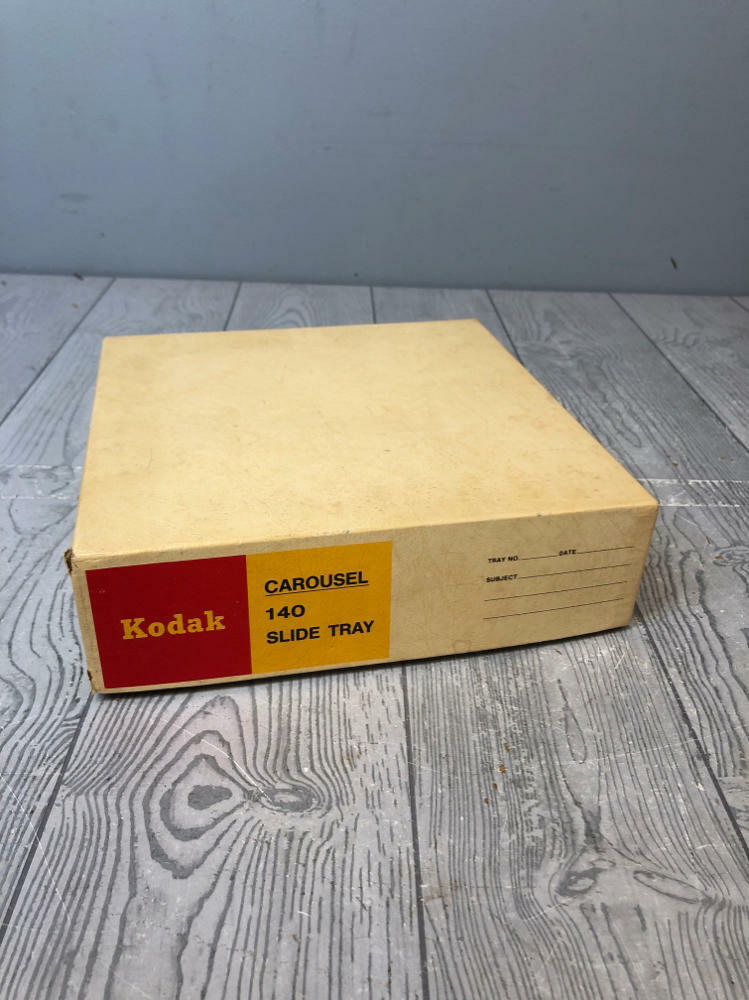 Kodak
CAROUSEL
140
SLIDE TRAY
TRAY NO. DATE
SUBJECT